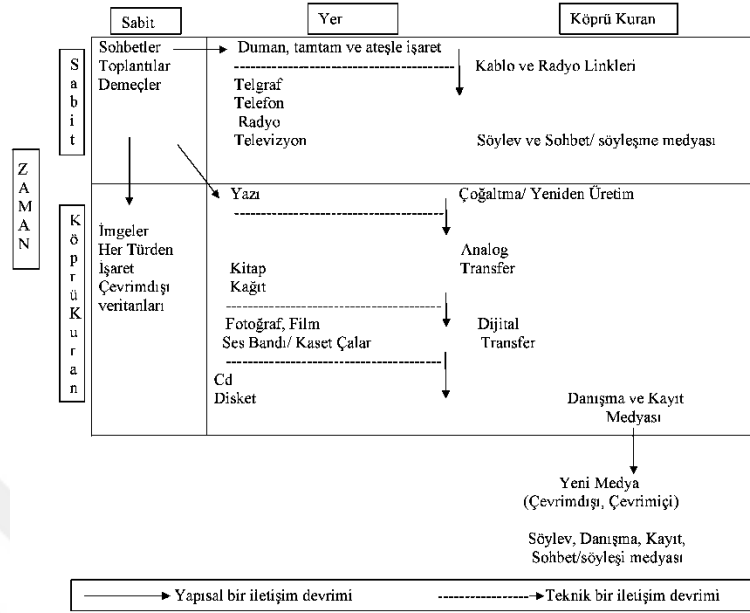 Sabit
Yer
Köprü Kuran
ZAMAN
Sabit
Sohbetler
Toplantılar
Demeçler
Duman, tamtam ve ateşle işaret
Telgraf
Telefon
Radyo
Televizyon
Kablo ve Radyo Linkleri
Söylev ve Sohbet/ söyleşme medyası
KöprüKuran
İmgeler
Her Türden
İşaret
Çevrimdışı
veritanları
Yazı
Kitap
Kağıt
Fotoğraf, Film
Ses Bandı/ Kaset Çalar
Cd
Disket
Çoğaltma/ Yeniden Üretim
Analog
Transfer
Dijital
Transfer
Danışma ve Kayıt
Medyası
Yeni Medya
(Çevrimdışı, Çevrimiçi)
Söylev, Danışma, Kayıt,
Sohbet/söyleşi medyası
Yapısal bir iletişim devrimi
Teknik bir iletişim devrimi